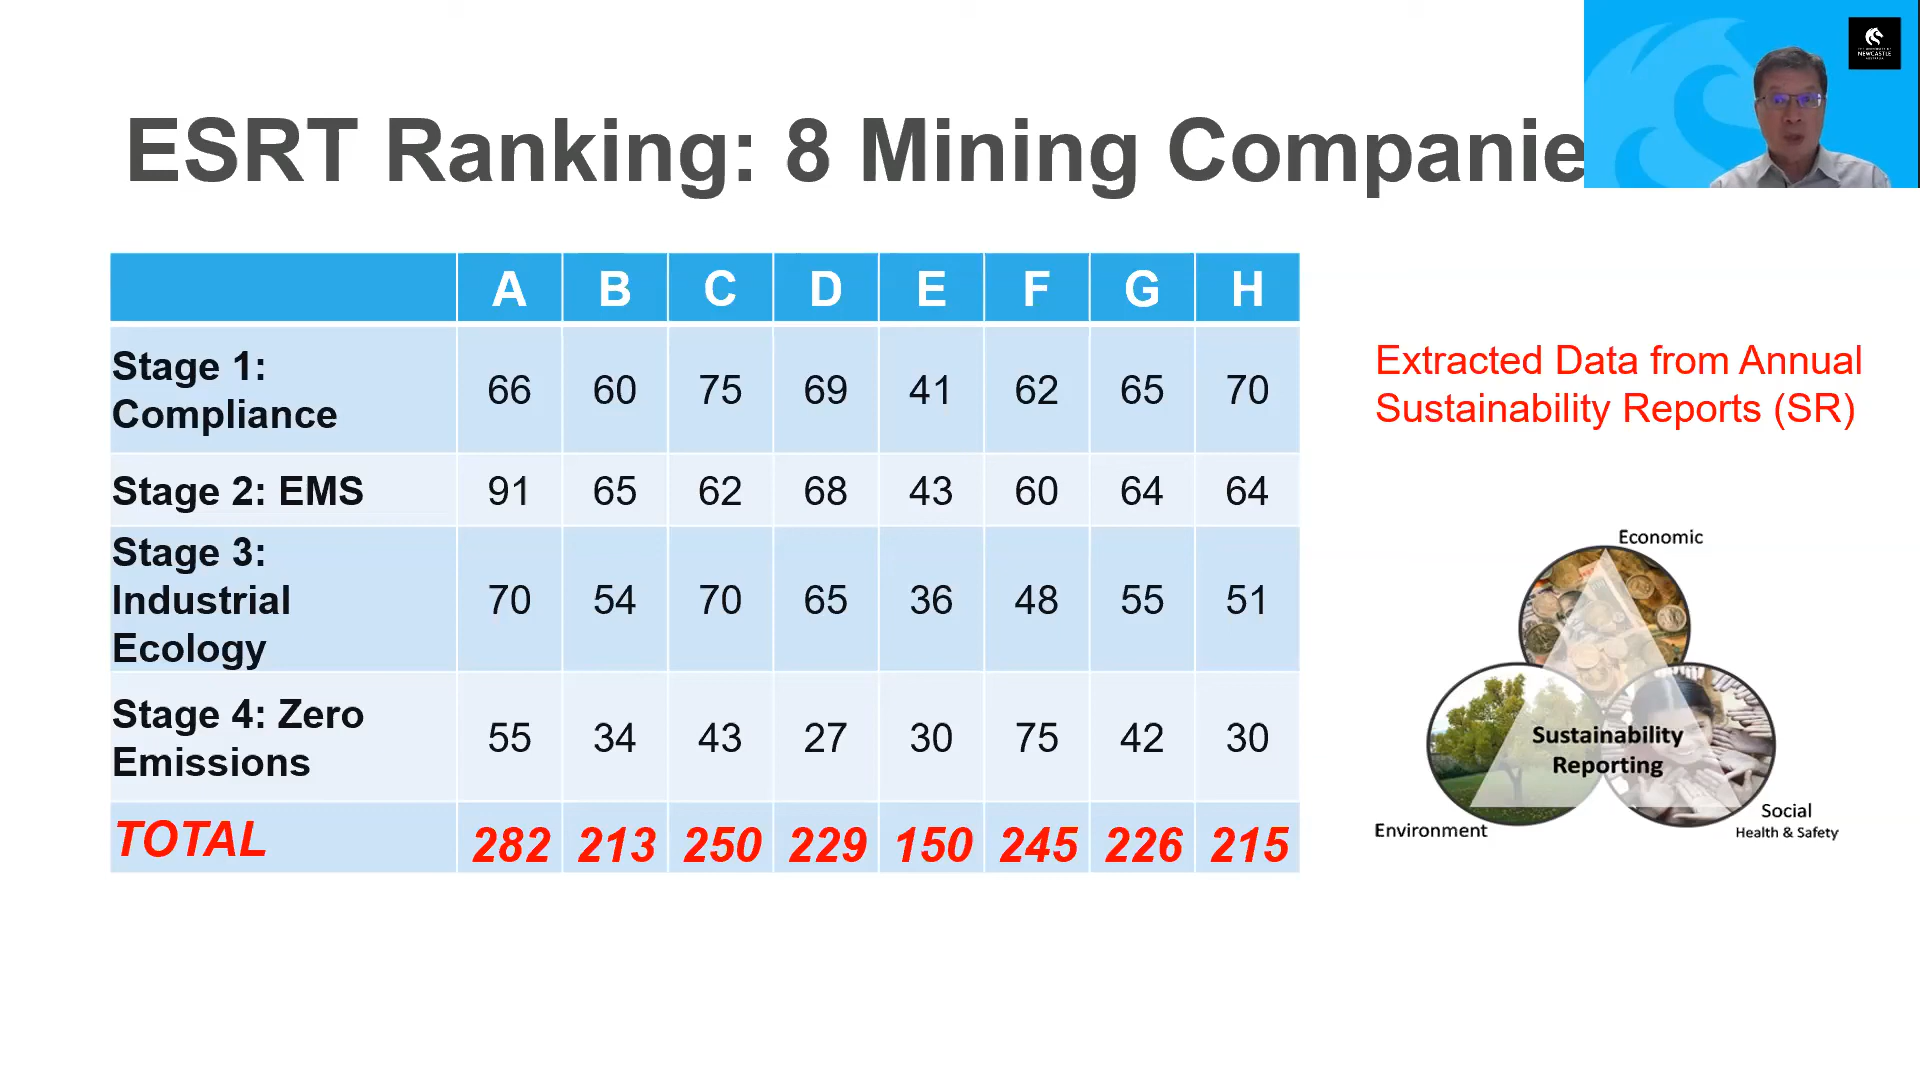 ESRT Ranking: 8 Mining Companie
NEWCASTLE
AUSTRALIA
A B C D E F G H
Stage 1:
Compliance
66 60 75 69 41 62 65 70
Stage 2: EMS 91 65 62 68 43 60 64 64
Stage 3:
Industrial
Ecology
70 54 70 65 36 48 55 51
Stage 4: Zero
Emissions
55 34 43 27 30 75 42 30
TOTAL 282 213 250 229 150 245 226 215
Extracted Data from Annual
Sustainability Reports (SR)
Economic
Sustainability
Reporting
Environment
Social
Health & Safety